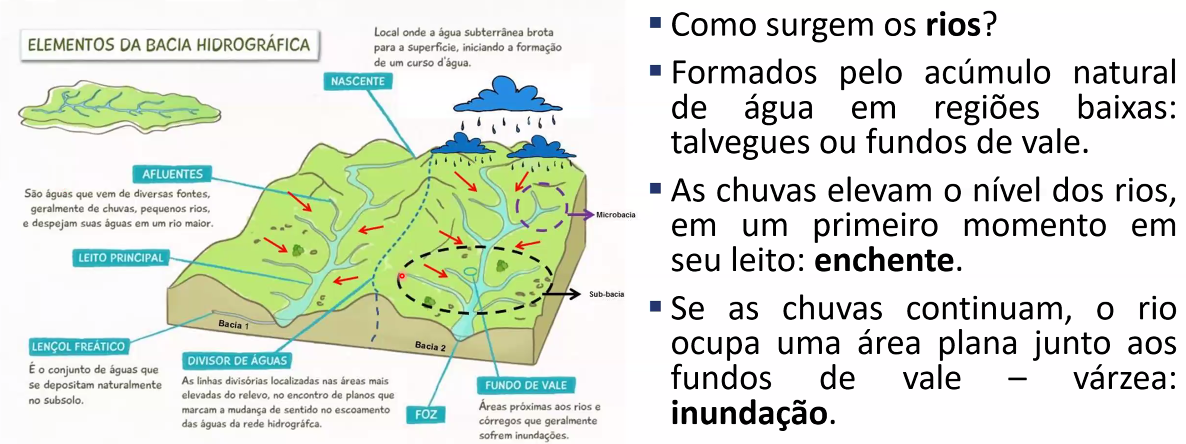 ELEMENTOS DA BACIA HIDROGRÁFICA
Local onde a água subterrânea brota
para a superfície, iniciando a formação
de um curso d'água.
NASCENTE
AFLUENTES
São águas que vem de diversas fontes,
geralmente de chuvas, pequenos rios,
e despejam suas águas em um rio maior.
Microbacia
LEITO PRINCIPAL
Sub-bacia
Bacia 1
Bacia 2
LENÇOL FREÁTICO
É o conjunto de águas que
se depositam naturalmente
no subsolo.
DIVISOR DE ÁGUAS
As linhas divisórias localizadas nas áreas mais
elevadas do relevo, no encontro de planos que
marcam a mudança de sentido no escoamento
das águas da rede hidrográfca.
FOZ
FUNDO DE VALE
Áreas próximas aos rios e
córregos que geralmente
sofrem inundações.
▪ Como surgem os rios?
▪ Formados pelo acúmulo natural
de água em regiões baixas:
talvegues ou fundos de vale.
▪ As chuvas elevam o nível dos rios,
em um primeiro momento em
seu leito: enchente.
▪ Se as chuvas continuam, o rio
ocupa uma área plana junto aos
fundos de vale – várzea:
inundação.